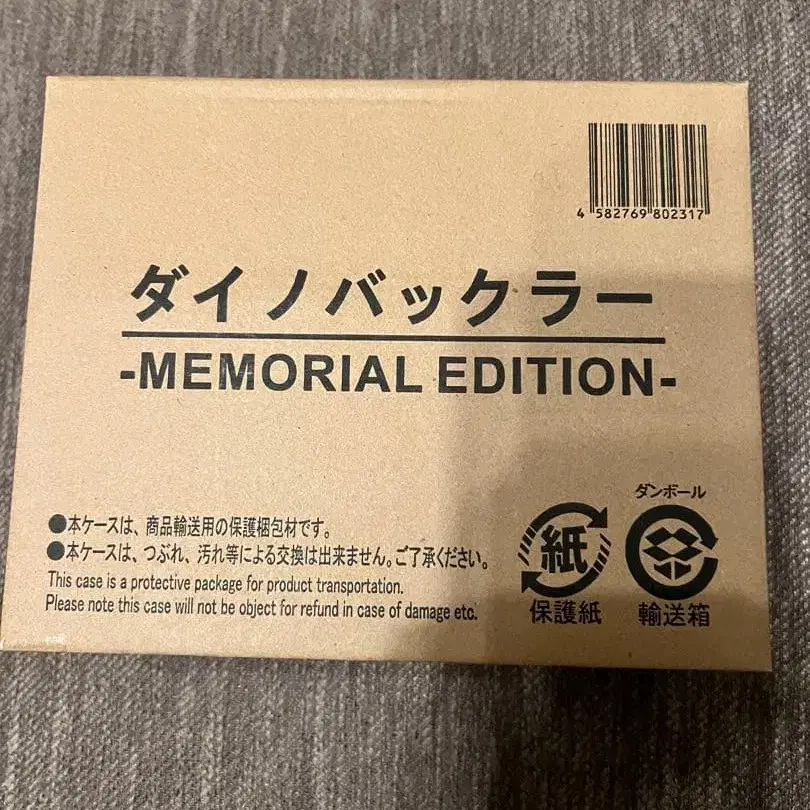 4 582769 802317
ダイノバックラー
-MEMORIAL EDITION-
ダンボール
●本ケースは、商品輸送用の保護梱包材です。
●本ケースは、つぶれ、汚れ等による交換は出来ません。ご了承ください。
This case is a protective package for product transportation.
Please note this case will not be object for refund in case of damage etc.
紙
保護紙
輸送箱